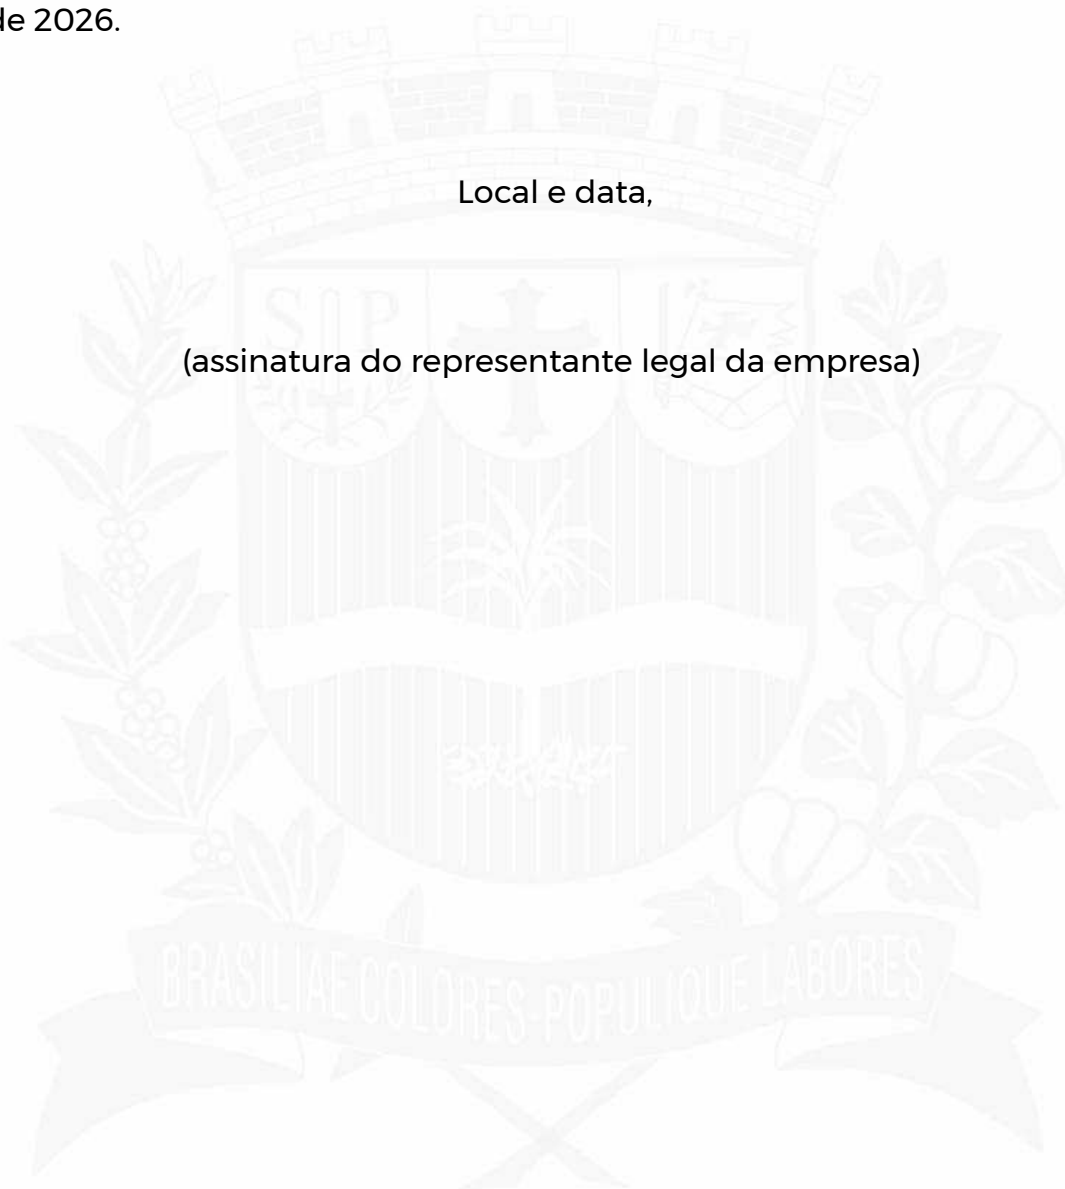 de 2026.
Local e data,
S P
(assinatura do representante legal da empresa)
BRASILIAE COLORES POPULIQUE LABORES